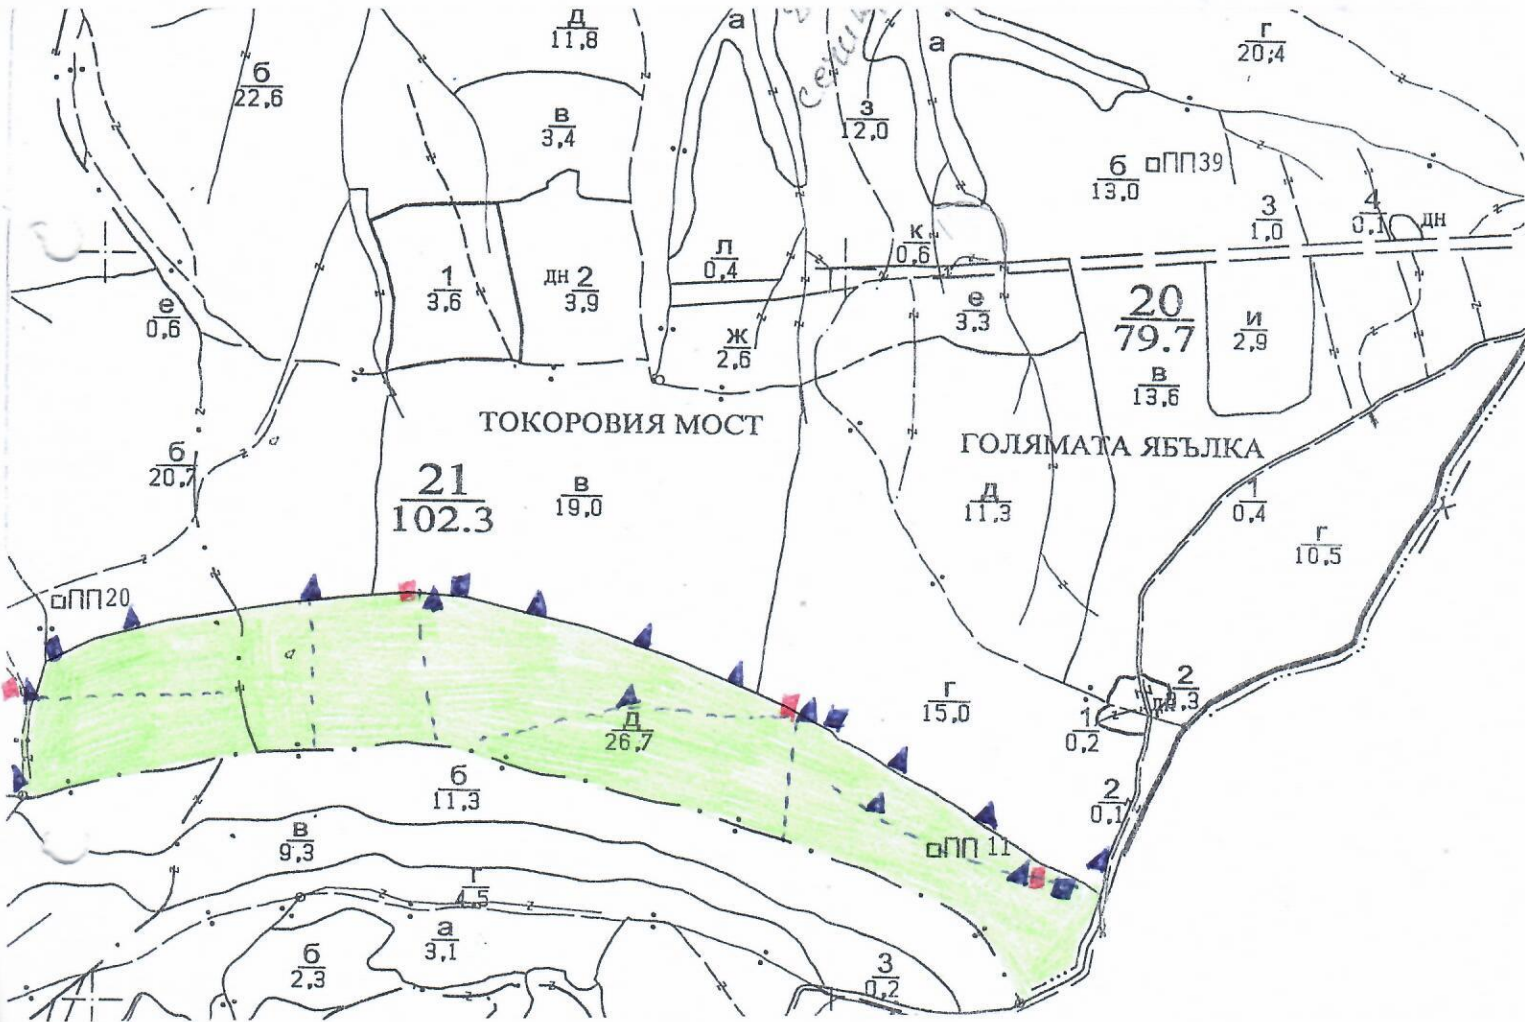 д
11,8
а
а
г
20,4
б
22,6
в
3,4
з
12,0
б
13,0
ПП39
3
1,0
4
0,1
дн
л
0,4
к
0,6
1
3,6
дн 2
3,9
е
0,6
е
3,3
20
79.7
и
2,9
ж
2,6
в
13,6
ТОКОРОВИЯ МОСТ
ГОЛЯМАТА ЯБЪЛКА
б
20,7
а
21
102.3
в
19,0
д
11,3
1
0,4
г
10,5
ПП20
а
г
15,0
2
0,3
дн
1
0,2
д
26,7
б
11,3
2
0,1
в
9,3
ПП 11
г
4,5
а
3,1
б
2,3
3
0,2